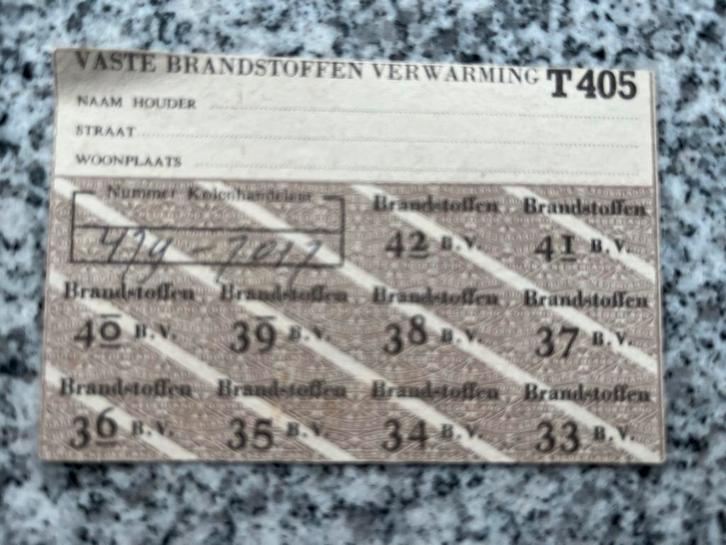 VASTE BRANDSTOFFEN VERWARMING T 405
NAAM HOUDER
STRAAT
WOONPLAATS
Nummer Kolenhandelaar
Brandstoffen Brandstoffen
42 B.V. 41 B.V.
Brandstoffen Brandstoffen Brandstoffen Brandstoffen
40 B.V. 39 B.V. 38 B.V. 37 B.V.
Brandstoffen Brandstoffen Brandstoffen Brandstoffen
36 B.V. 35 B.V. 34 B.V. 33 B.V.